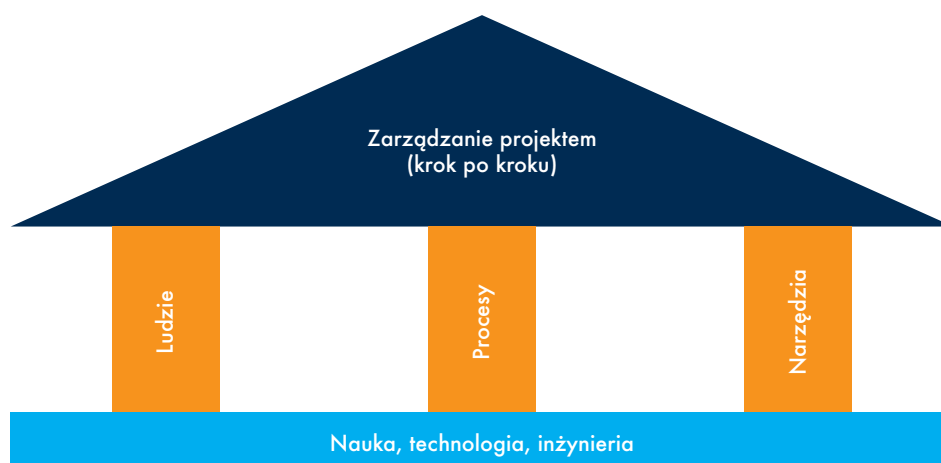 Zarządzanie projektem
(krok po kroku)
Ludzie
Procesy
Narzędzia
Nauka, technologia, inżynieria